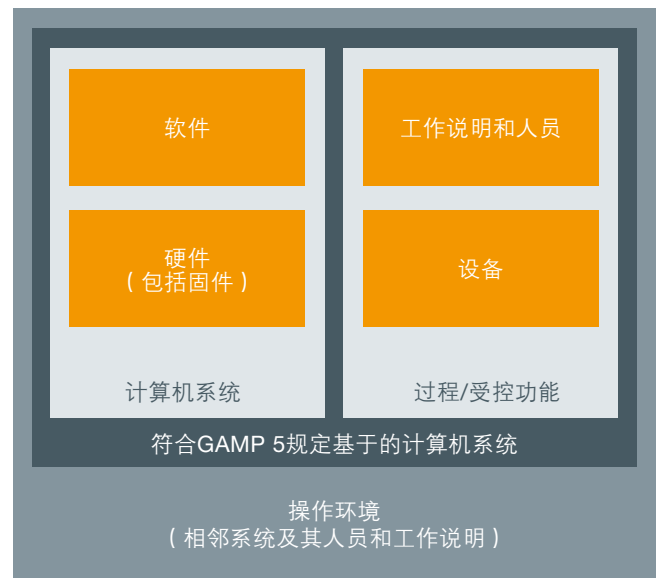 软件
硬件
（包括固件）
计算机系统
工作说明和人员
设备
过程/受控功能
符合GAMP 5规定基于的计算机系统
操作环境
（相邻系统及其人员和工作说明）